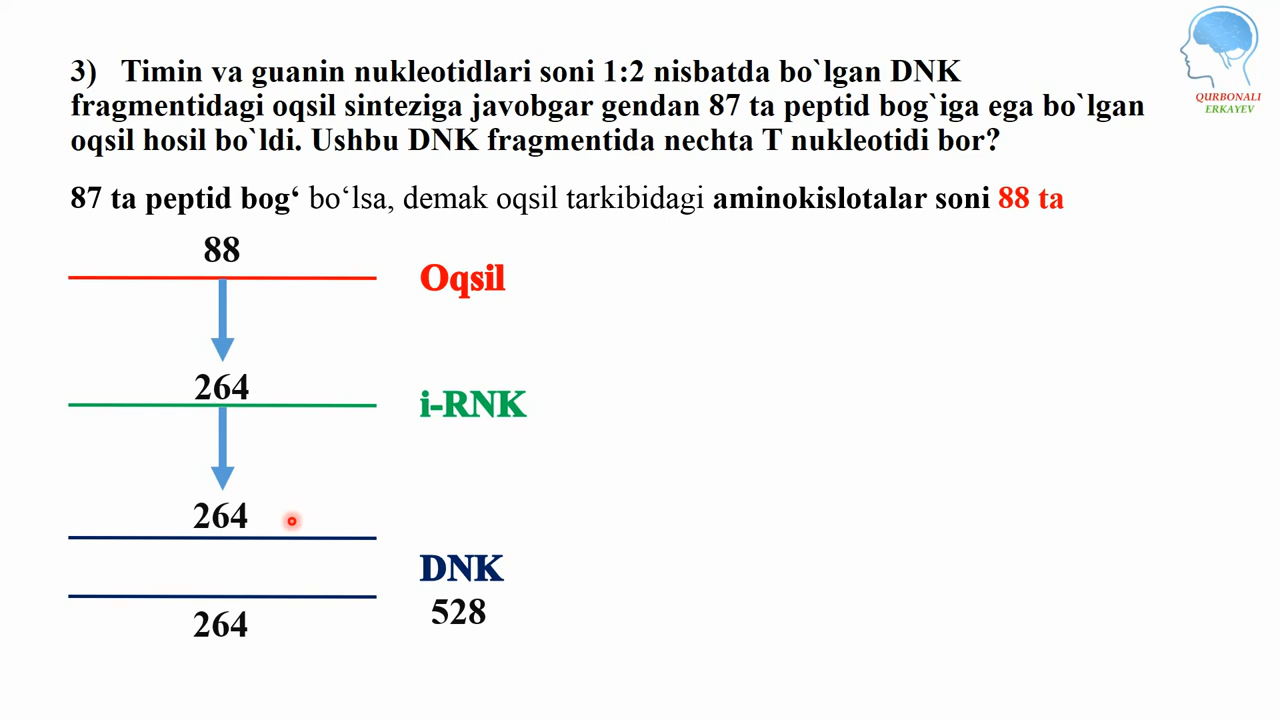 3) Timin va guanin nukleotidlari soni 1:2 nisbatda bo`lgan DNK
fragmentidagi oqsil sinteziga javobgar gendan 87 ta peptid bog`iga ega bo`lgan
oqsil hosil bo`ldi. Ushbu DNK fragmentida nechta T nukleotidi bor?
QURBONALI
ERKAYEV
87 ta peptid bog‘ bo‘lsa, demak oqsil tarkibidagi aminokislotalar soni 88 ta
88
Oqsil
264
i-RNK
264
DNK
528
264